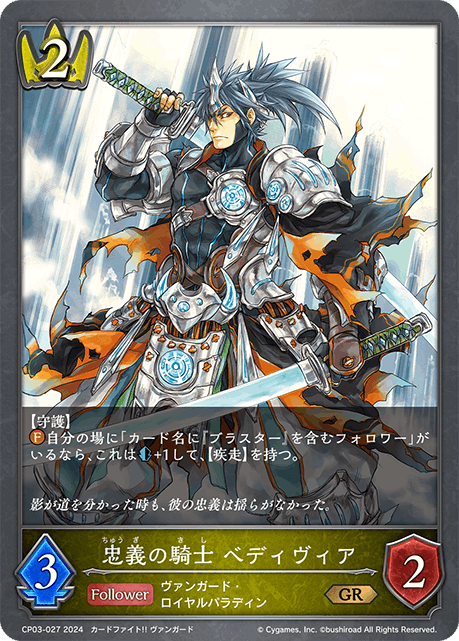 2
【守護】
F 自分の場に「カード名に『ブラスター』を含むフォロワー」が
いるなら、これは+1して、【疾走】を持つ。
影が道を分かった時も、彼の忠義は揺らがなかった。
ちゅうぎ きし
忠義の騎士 ベディヴィア
3
Follower
ヴァンガード・
ロイヤルパラディン
GR
2
CP03-027 2024 カードファイト!! ヴァンガード
© Cygames, Inc. ©bushiroad All Rights Reserved.